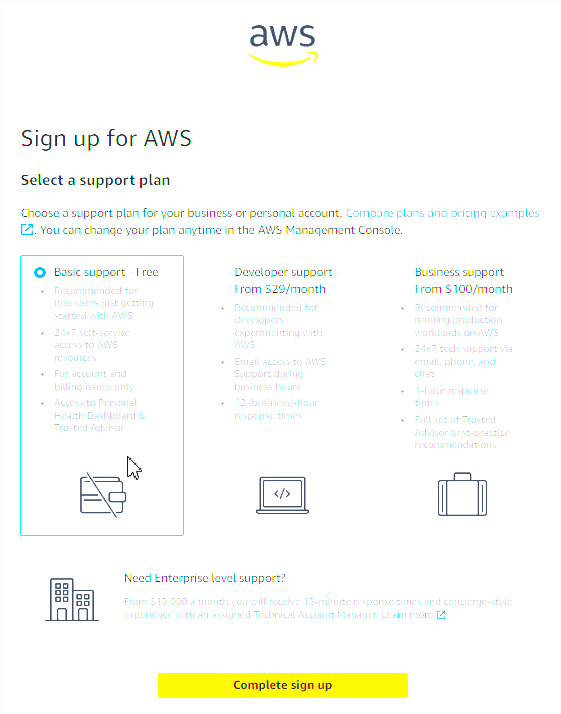 aws
Sign up for AWS
Select a support plan
Choose a support plan for your business or personal account. Compare plans and pricing examples
. You can change your plan anytime in the AWS Management Console.
Basic support - Free
• Recommended for
new users just getting
started with AWS
• 24x7 self-service
access to AWS
resources
• For account and
billing issues only
• Access to Personal
Health Dashboard &
Trusted Advisor
Developer support -
From $29/month
• Recommended for
developers
experimenting with
AWS
• Email access to AWS
Support during
business hours
• 12 (business)-hour
response times
Business support
From $100/month
• Recommended for
running production
workloads on AWS
• 24x7 tech support via
email, phone, and
chat
• 1-hour response
times
• Full set of Trusted
Advisor best-practice
recommendations
</>
Need Enterprise level support?
From $15,000 a month you will receive 15-minute response times and concierge-style
experience with an assigned Technical Account Manager. Learn more
Complete sign up